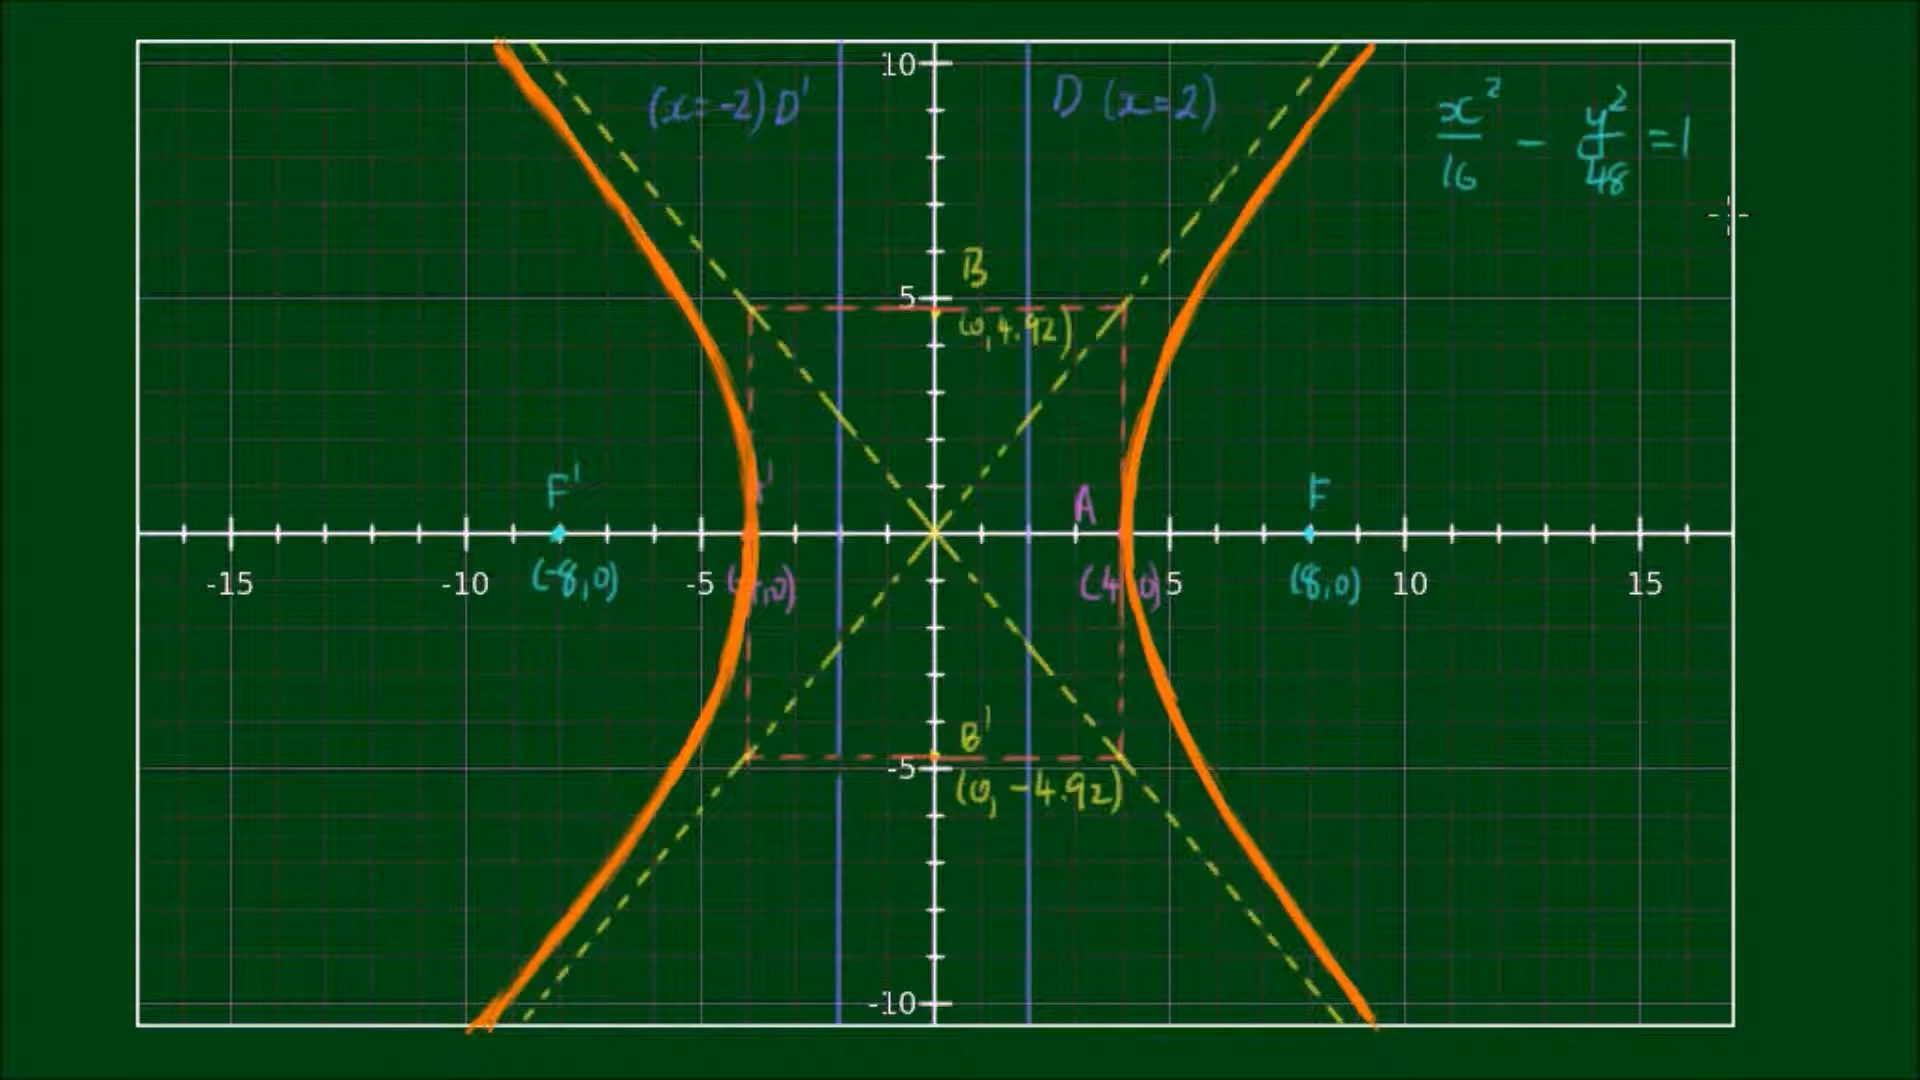 10
(x=-2) D'
D (x=2)
x²/16 - y²/48 = 1
B
5
(0,4.92)
F'
A
F
-15
-10
(-8,0)
-5
(4,0)
5
(8,0)
10
15
B'
-5
(0,-4.92)
-10